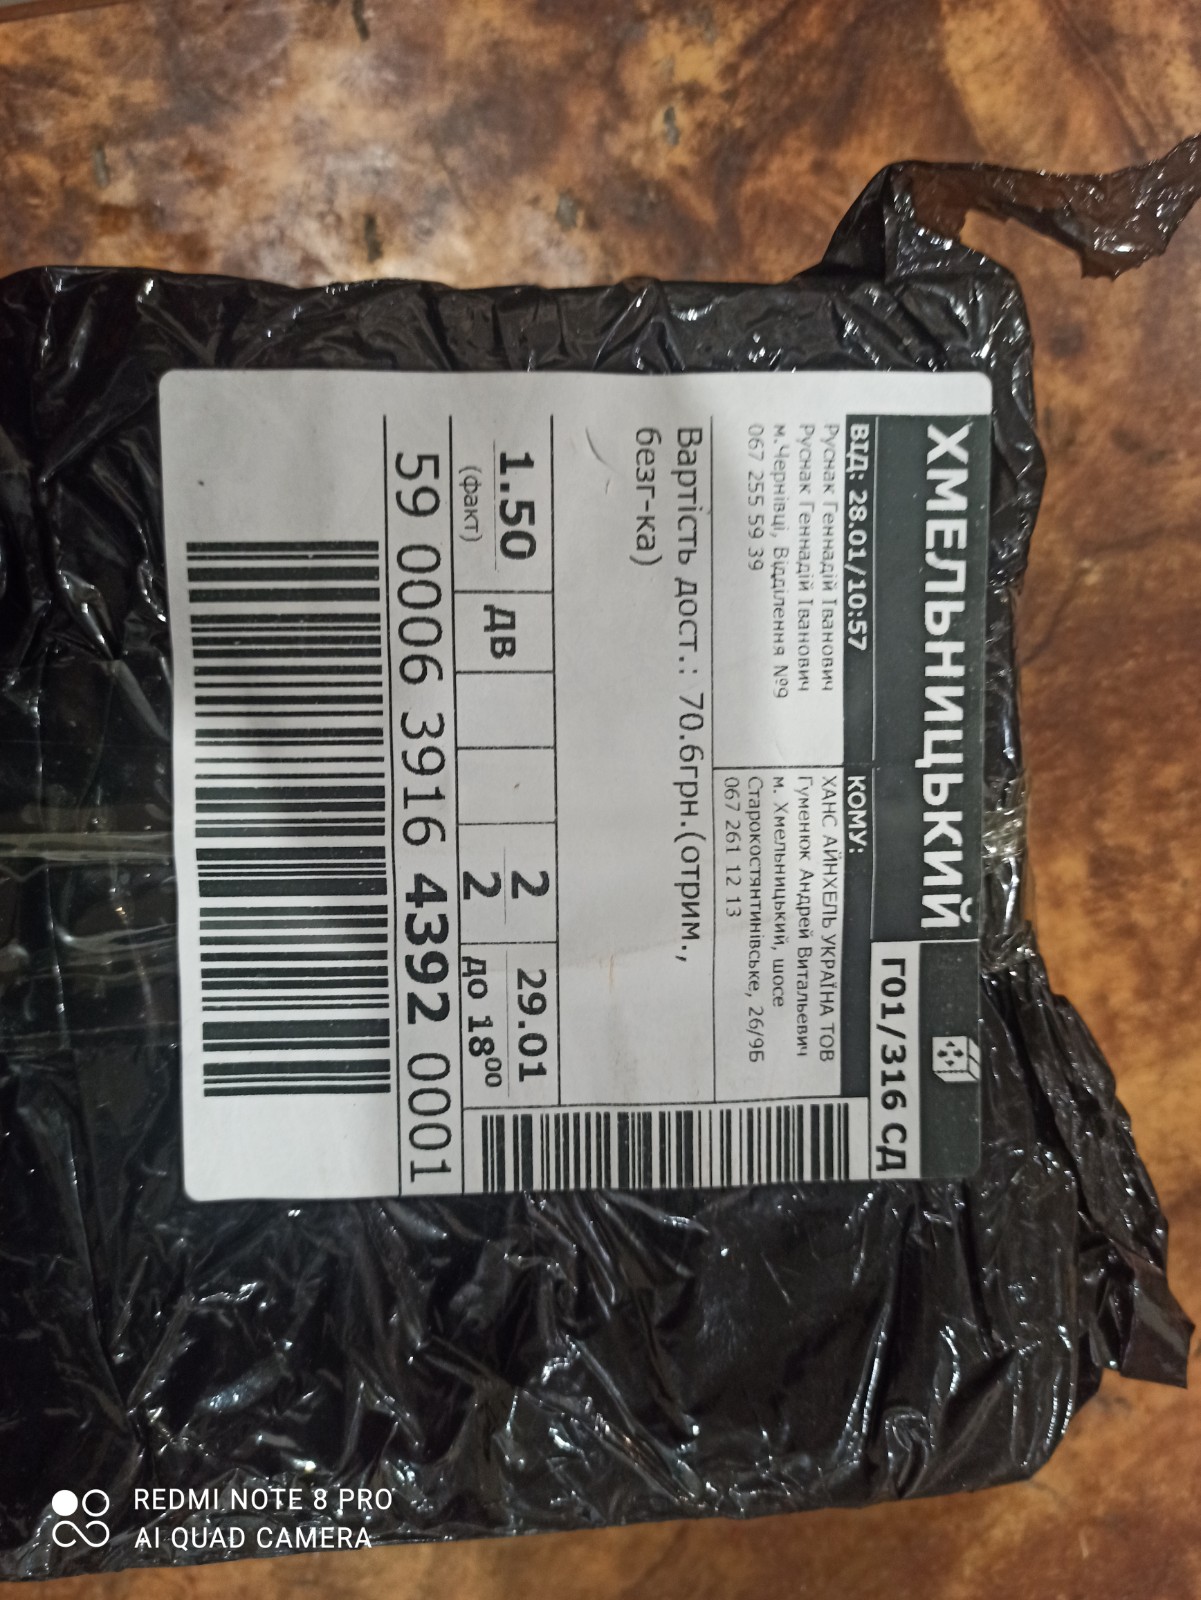 ХМЕЛЬНИЦЬКИЙ
Г01/316 СД
ВІД: 28.01/10:57
Руснак Геннадій Іванович
Руснак Геннадій Іванович
м.Чернівці, Відділення №9
067 255 59 39
КОМУ:
ХАНС АЙНХЕЛЬ УКРАЇНА ТОВ
Гуменюк Андрей Витальевич
м. Хмельницький, шосе
Старокостянтинівське, 26/9Б
067 261 12 13
Вартість дост.: 70.6грн.(отрим.,
безг-ка)
1.50
(факт)
ДВ
2
2
29.01
до 18⁰⁰
59 0006 3916 4392 0001
REDMI NOTE 8 PRO
AI QUAD CAMERA